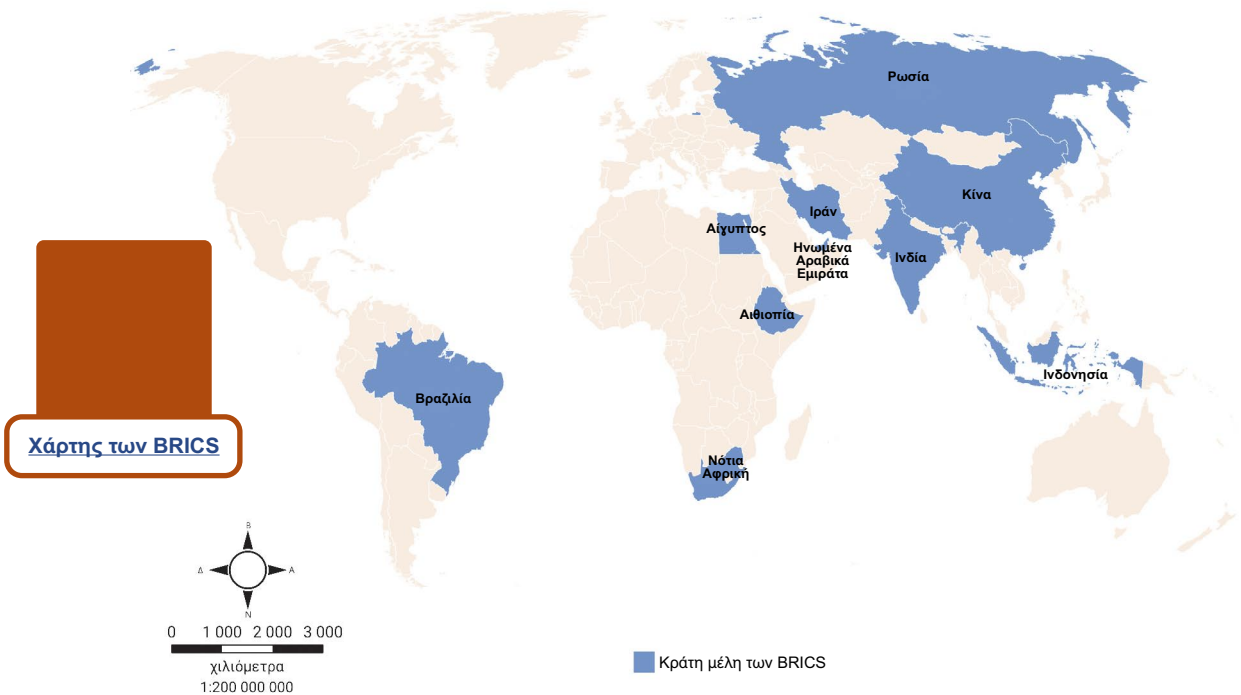 Ρωσία
Κίνα
Ιράν
Αίγυπτος
Ηνωμένα
Αραβικά
Εμιράτα
Ινδία
Αιθιοπία
Ινδονησία
Βραζιλία
Χάρτης των BRICS
Νότια
Αφρική
Β
Δ Α
Ν
0 1 000 2 000 3 000
χιλιόμετρα
1:200 000 000
Κράτη μέλη των BRICS